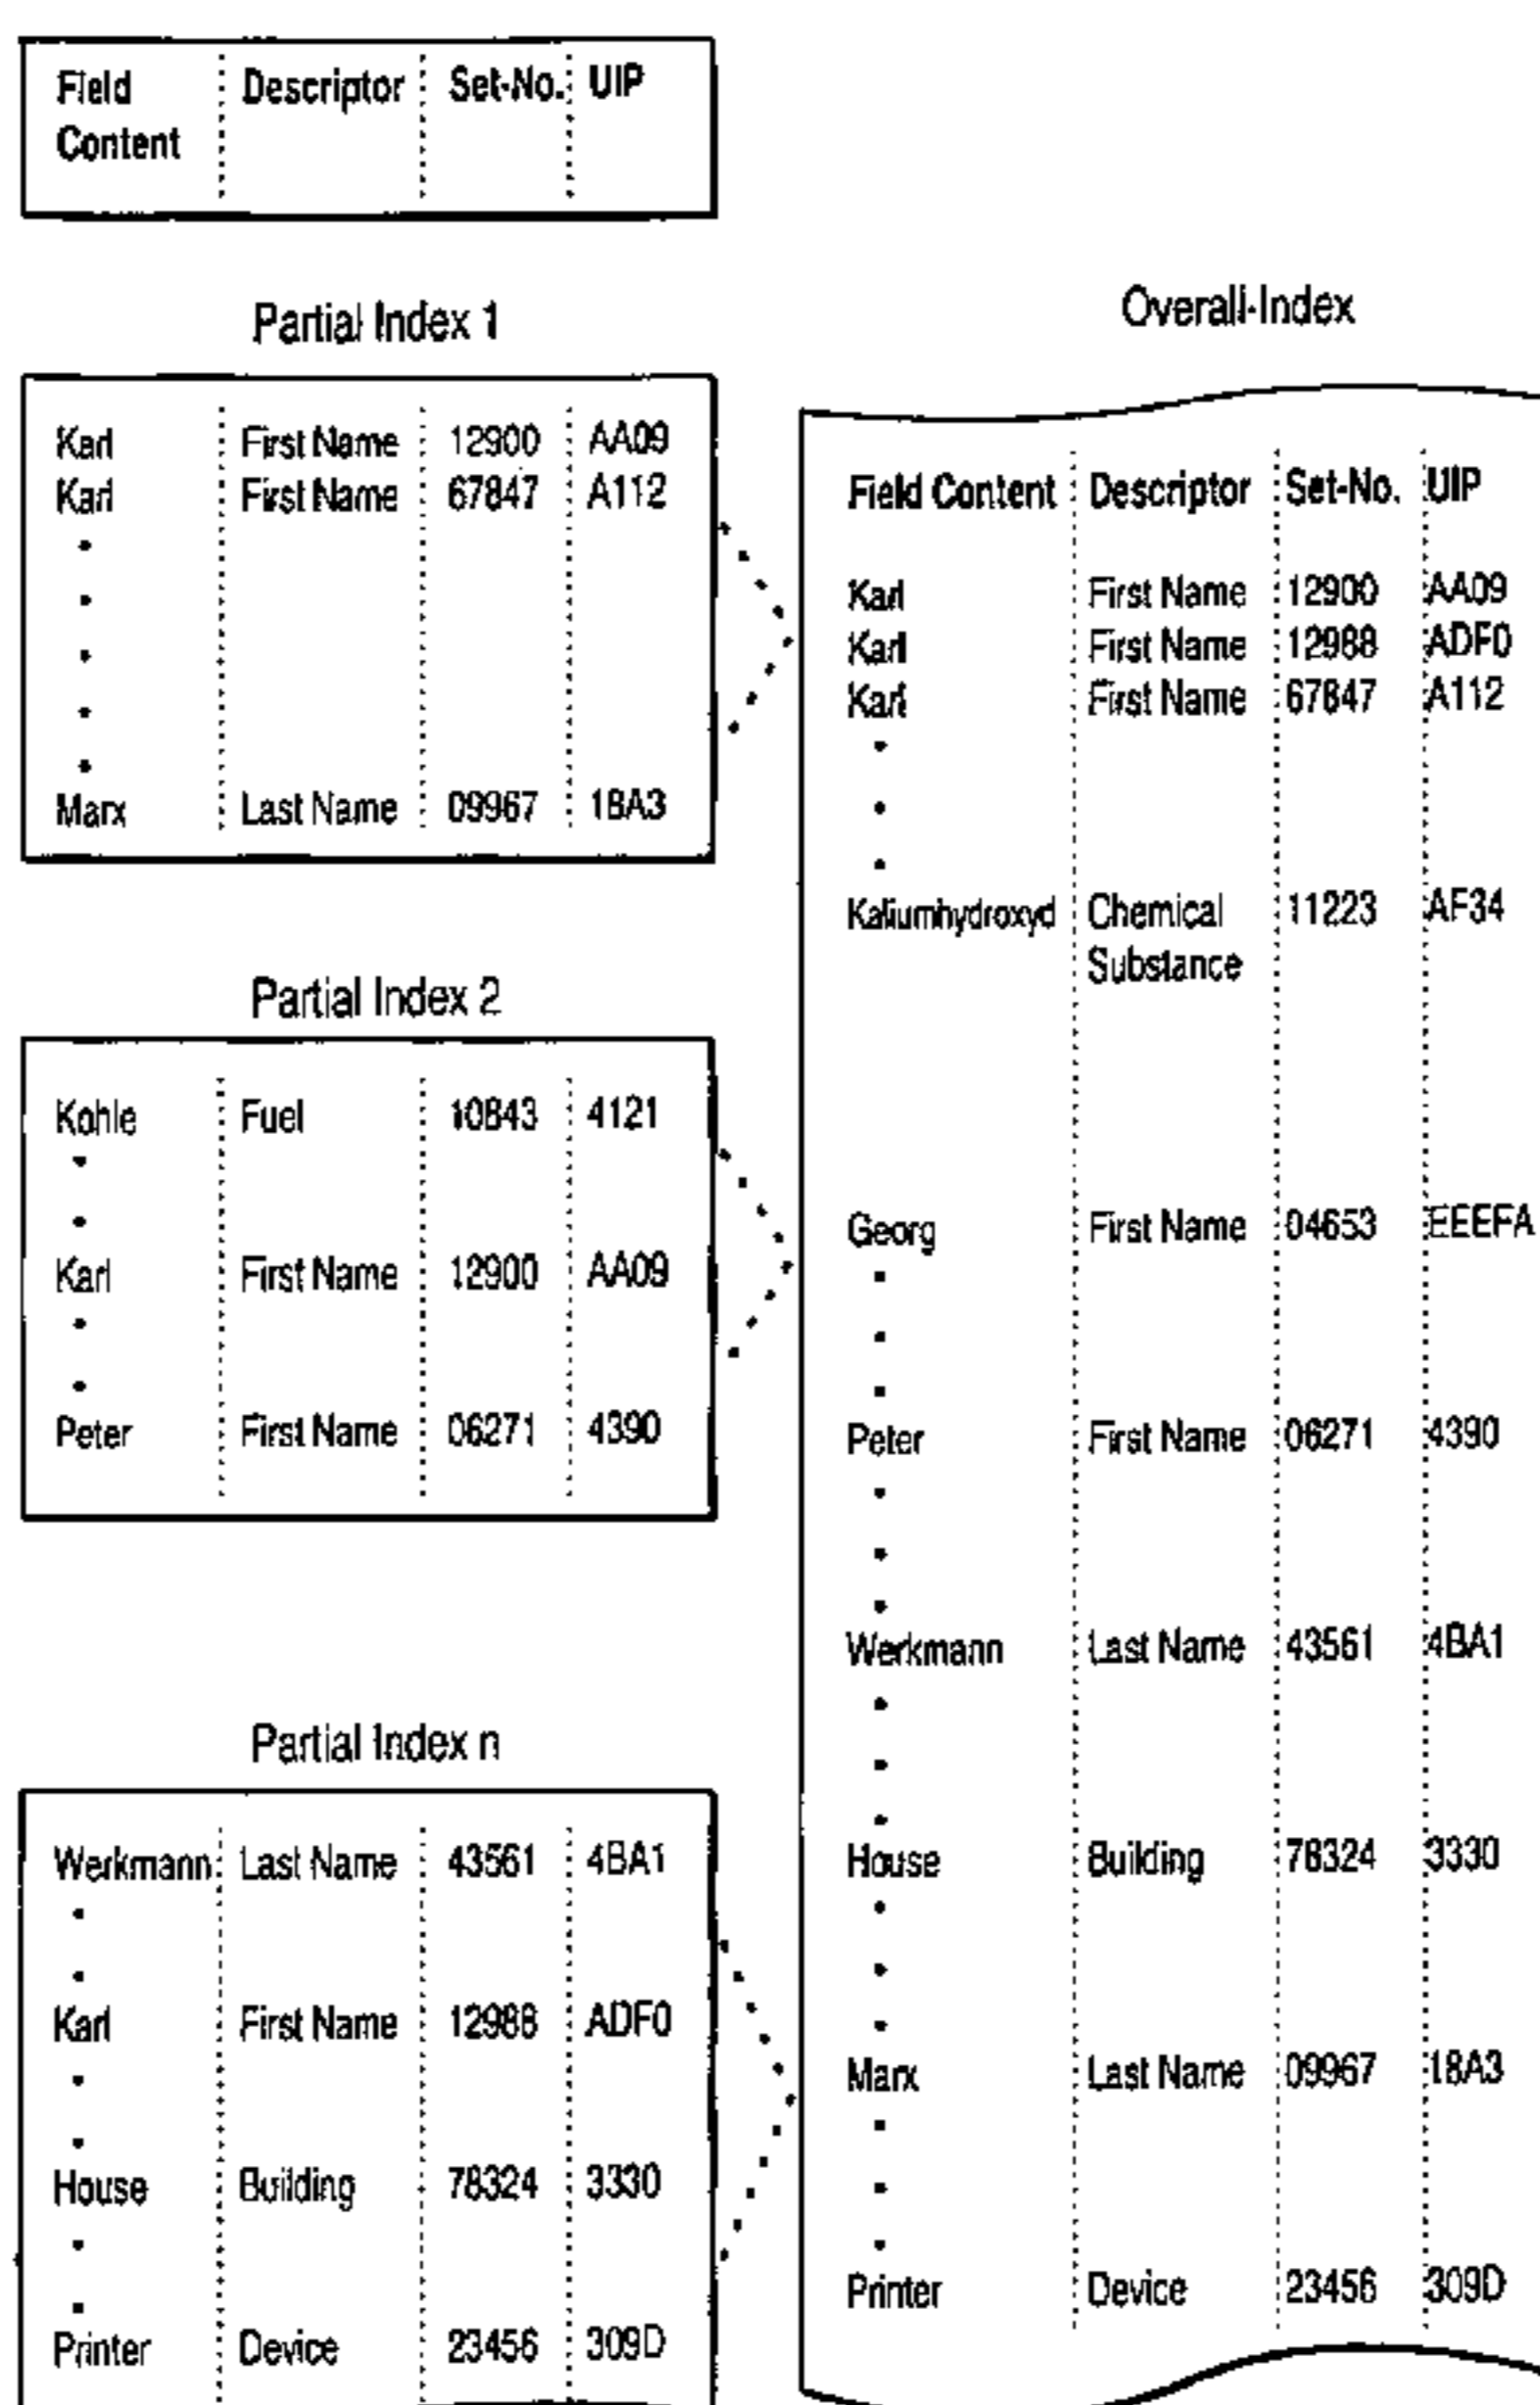 Field Content Descriptor Set-No. UIP
Partial Index 1
Karl First Name 12900 AA09
Karl First Name 67847 A112
Marx Last Name 09967 18A3
Partial Index 2
Kohle Fuel 10843 4121
Karl First Name 12900 AA09
Peter First Name 06271 4390
Partial Index n
Werkmann Last Name 43561 4BA1
Karl First Name 12988 ADF0
House Building 78324 3330
Printer Device 23456 309D
Overall-Index
Field Content Descriptor Set-No. UIP
Karl First Name 12900 AA09
Karl First Name 12988 ADF0
Karl First Name 67847 A112
Kaliumhydroxyd Chemical Substance 11223 AF34
Georg First Name 04653 EEEFA
Peter First Name 06271 4390
Werkmann Last Name 43561 4BA1
House Building 78324 3330
Marx Last Name 09967 18A3
Printer Device 23456 309D